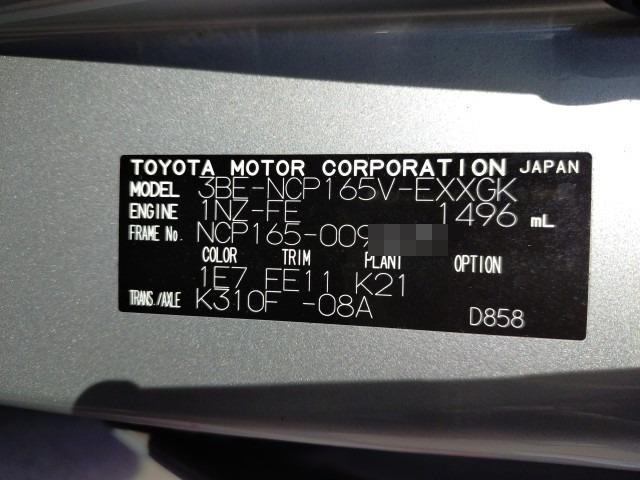 TOYOTA MOTOR CORPORATION JAPAN
MODEL 3BE-NCP165V-EXXGK
ENGINE 1NZ-FE 1496 mL
FRAME No. NCP165-009
COLOR TRIM PLANT OPTION
1E7 EE11 K21
TRANS./AXLE K310F -08A
D858